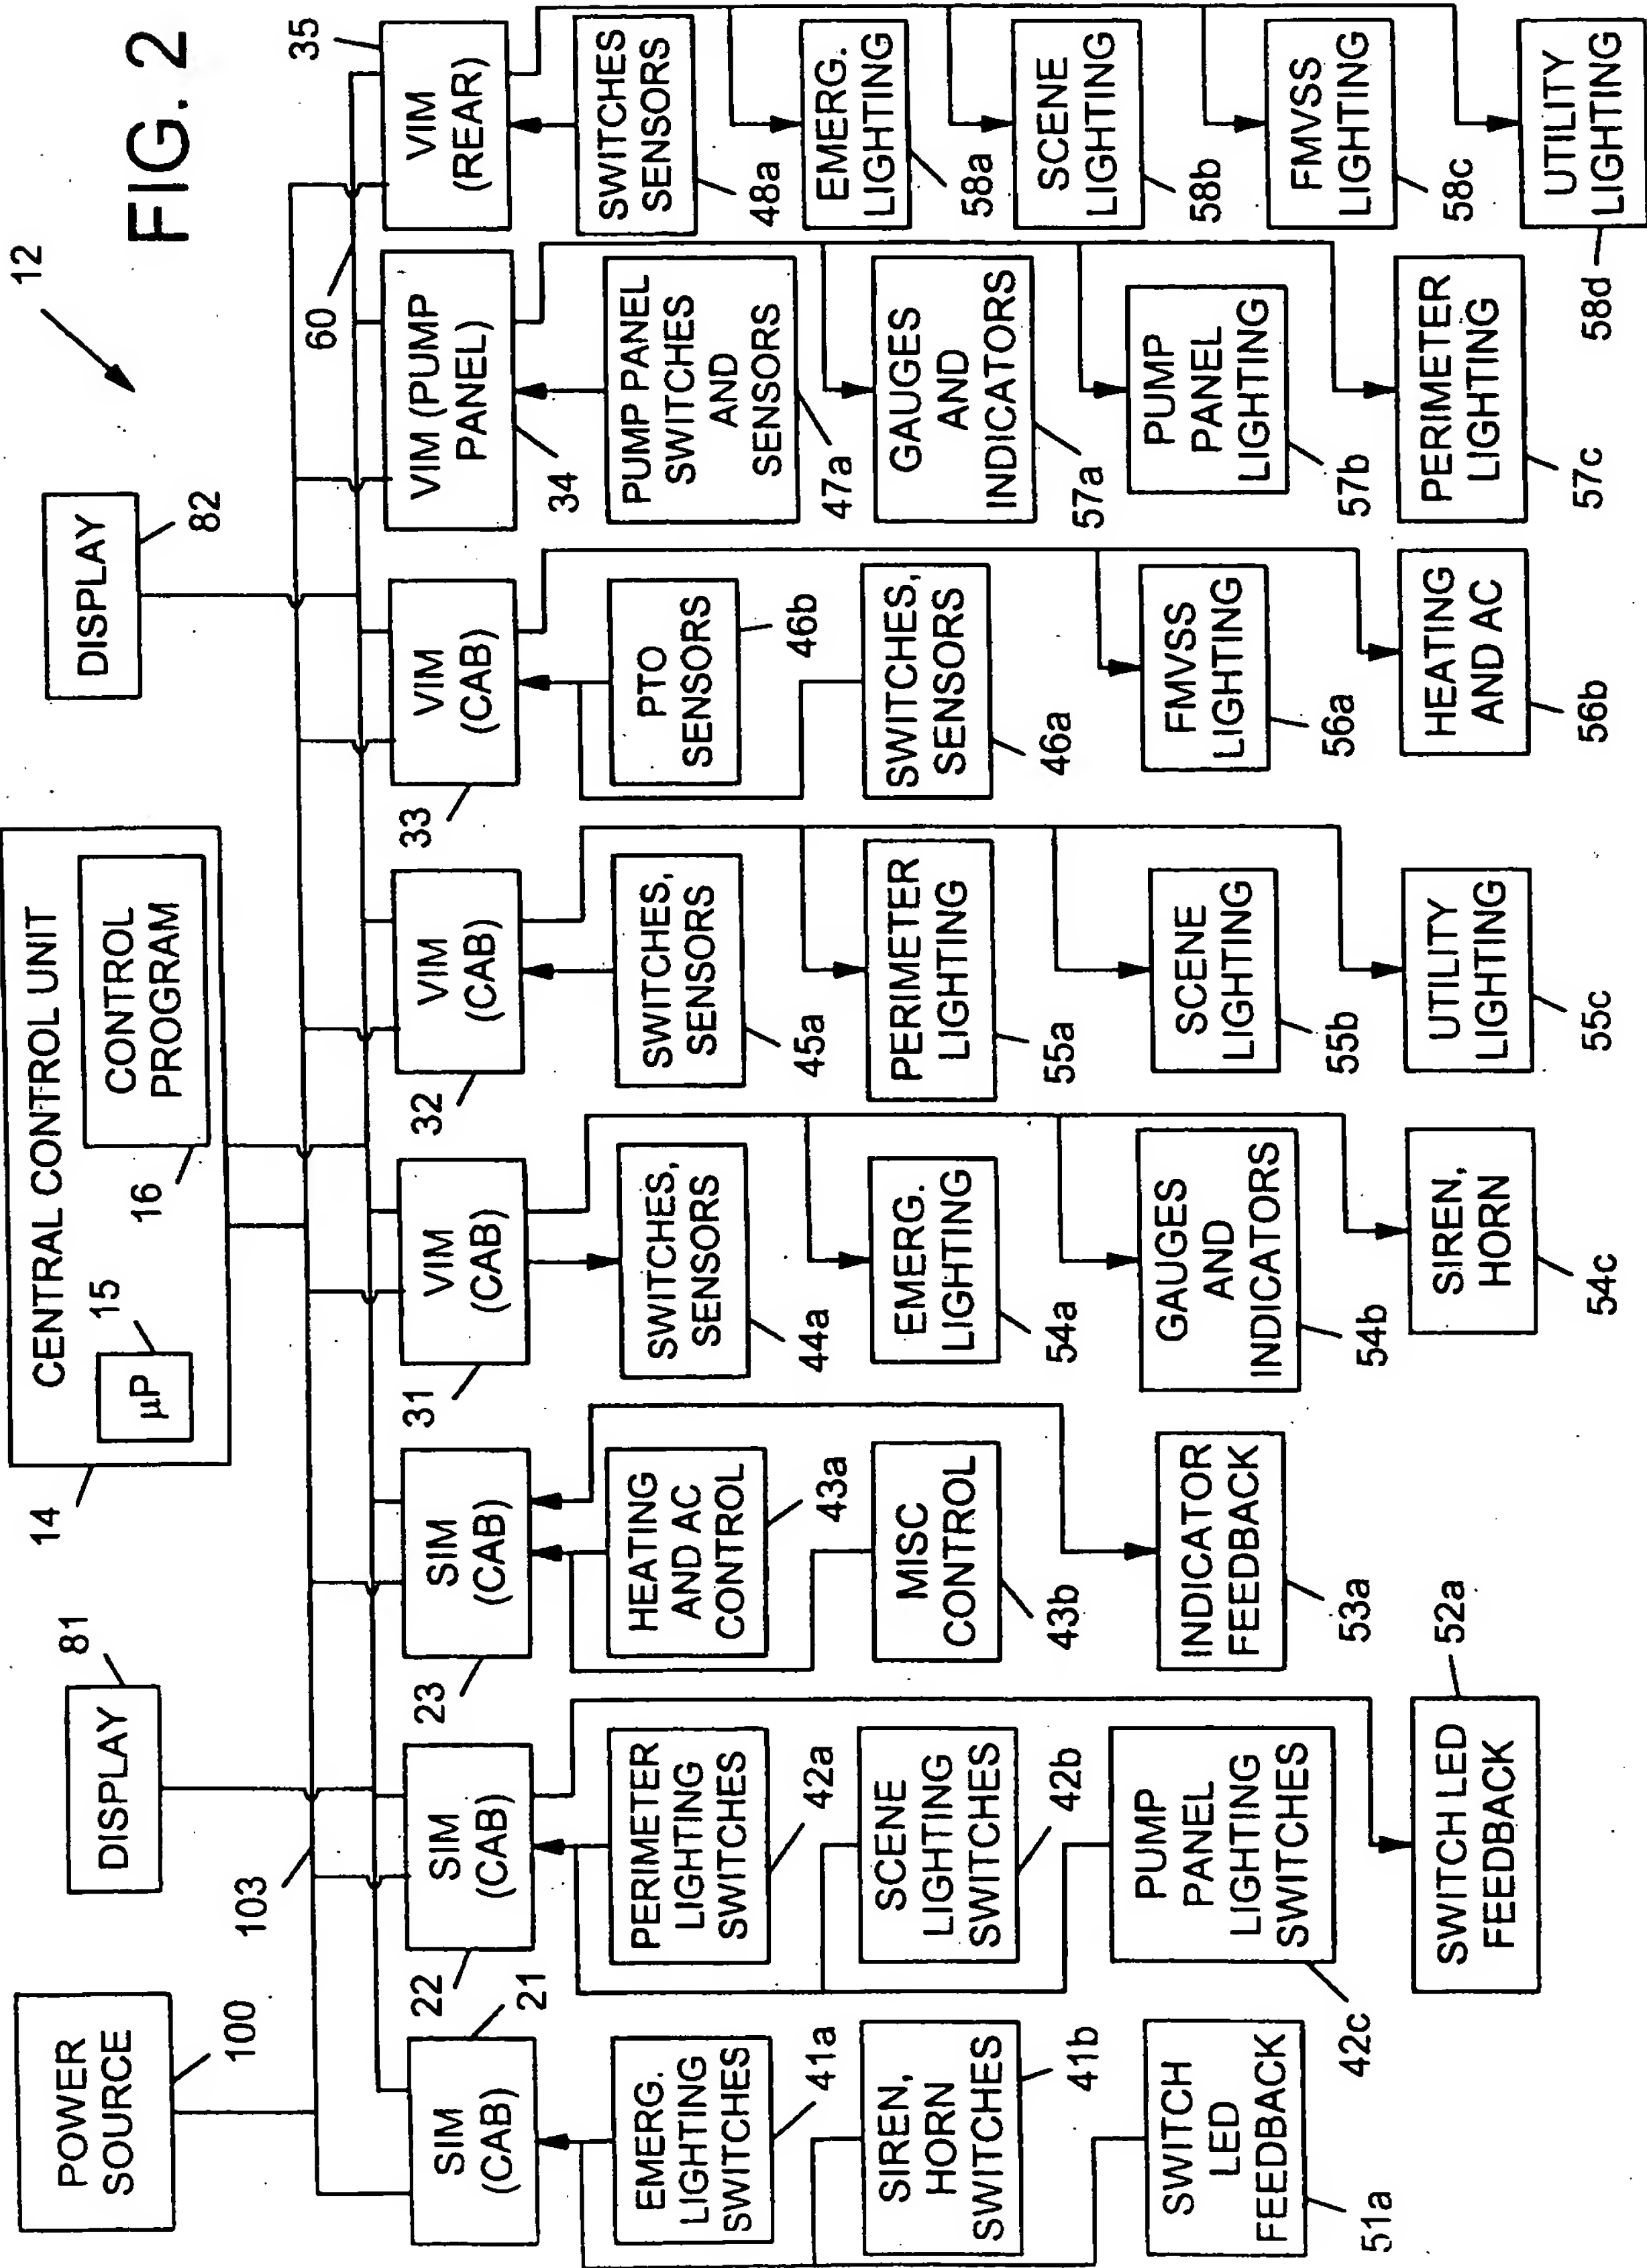 FIG. 2
12
POWER
SOURCE
100
DISPLAY
81
CENTRAL CONTROL UNIT
µP
15
CONTROL
PROGRAM
16
14
DISPLAY
82
103
60
SIM
(CAB)
21
EMERG.
LIGHTING
SWITCHES
41a
SIREN,
HORN
SWITCHES
41b
SWITCH
LED
FEEDBACK
51a
SIM
(CAB)
22
PERIMETER
LIGHTING
SWITCHES
42a
SCENE
LIGHTING
SWITCHES
42b
PUMP
PANEL
LIGHTING
SWITCHES
42c
SWITCH LED
FEEDBACK
52a
SIM
(CAB)
23
HEATING
AND AC
CONTROL
43a
MISC
CONTROL
43b
INDICATOR
FEEDBACK
53a
VIM
(CAB)
31
SWITCHES,
SENSORS
44a
EMERG.
LIGHTING
54a
GAUGES
AND
INDICATORS
54b
SIREN,
HORN
54c
VIM
(CAB)
32
SWITCHES,
SENSORS
45a
PERIMETER
LIGHTING
55a
SCENE
LIGHTING
55b
UTILITY
LIGHTING
55c
VIM
(CAB)
33
PTO
SENSORS
46b
SWITCHES,
SENSORS
46a
FMVSS
LIGHTING
56a
HEATING
AND AC
56b
VIM (PUMP
PANEL)
34
PUMP PANEL
SWITCHES
AND
SENSORS
47a
GAUGES
AND
INDICATORS
57a
PUMP
PANEL
LIGHTING
57b
PERIMETER
LIGHTING
57c
VIM
(REAR)
35
SWITCHES
SENSORS
48a
EMERG.
LIGHTING
58a
SCENE
LIGHTING
58b
FMVSS
LIGHTING
58c
UTILITY
LIGHTING
58d